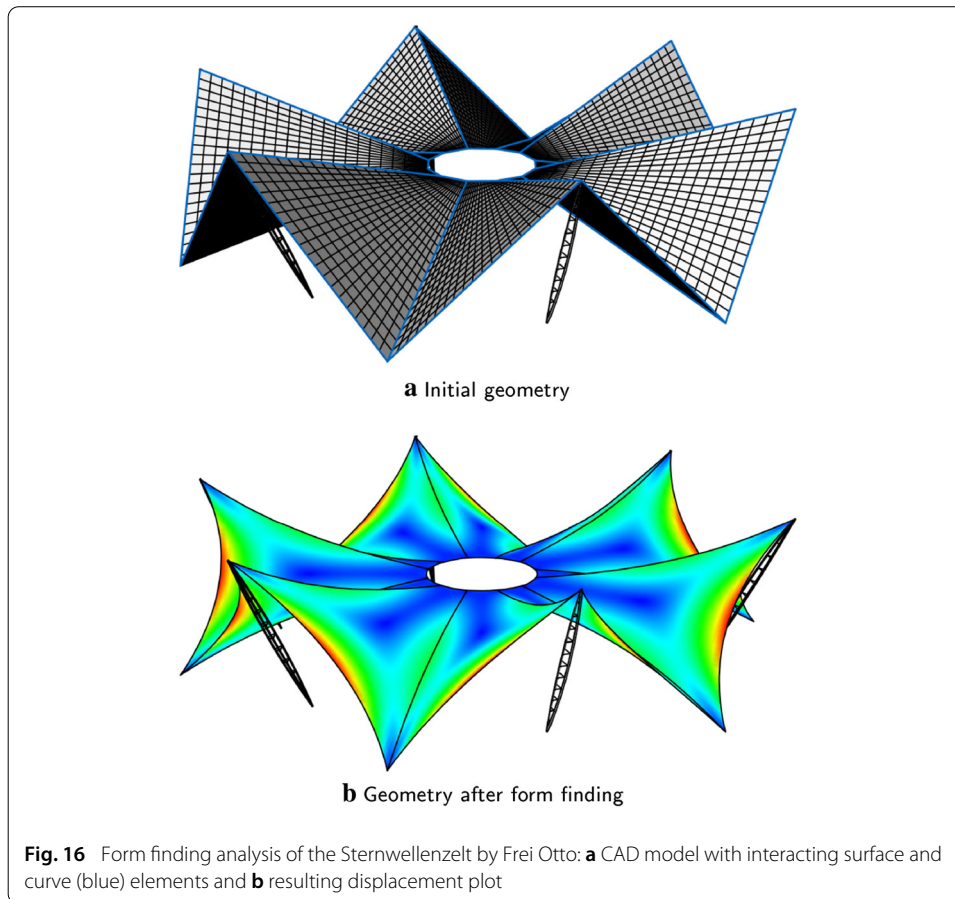 a Initial geometry
b Geometry after form finding
Fig. 16 Form finding analysis of the Sternwellenzelt by Frei Otto: a CAD model with interacting surface and
curve (blue) elements and b resulting displacement plot